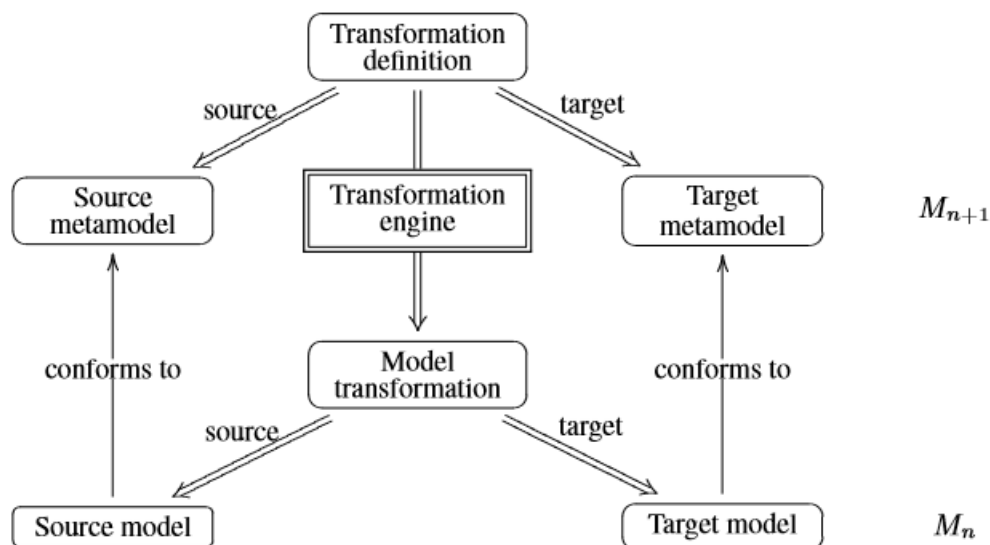 Transformation
definition
source
target
Source
metamodel
Transformation
engine
Target
metamodel
M_{n+1}
conforms to
Model
transformation
conforms to
source
target
Source model
Target model
M_n